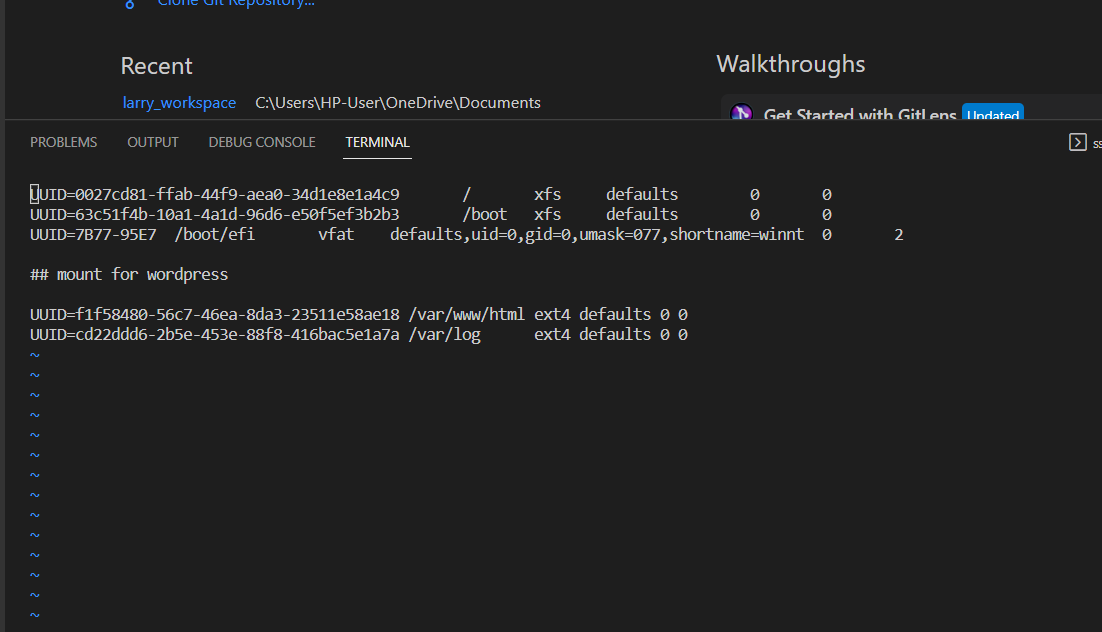 Clone Git Repository...
Recent
Walkthroughs
larry_workspace C:\Users\HP-User\OneDrive\Documents
Get Started with GitLens Updated
PROBLEMS OUTPUT DEBUG CONSOLE TERMINAL
UUID=0027cd81-ffab-44f9-aea0-34d1e8e1a4c9 / xfs defaults 0 0
UUID=63c51f4b-10a1-4a1d-96d6-e50f5ef3b2b3 /boot xfs defaults 0 0
UUID=7B77-95E7 /boot/efi vfat defaults,uid=0,gid=0,umask=077,shortname=winnt 0 2
## mount for wordpress
UUID=f1f58480-56c7-46ea-8da3-23511e58ae18 /var/www/html ext4 defaults 0 0
UUID=cd22ddd6-2b5e-453e-88f8-416bac5e1a7a /var/log ext4 defaults 0 0
~
~
~
~
~
~
~
~
~
~
~
~
~
~